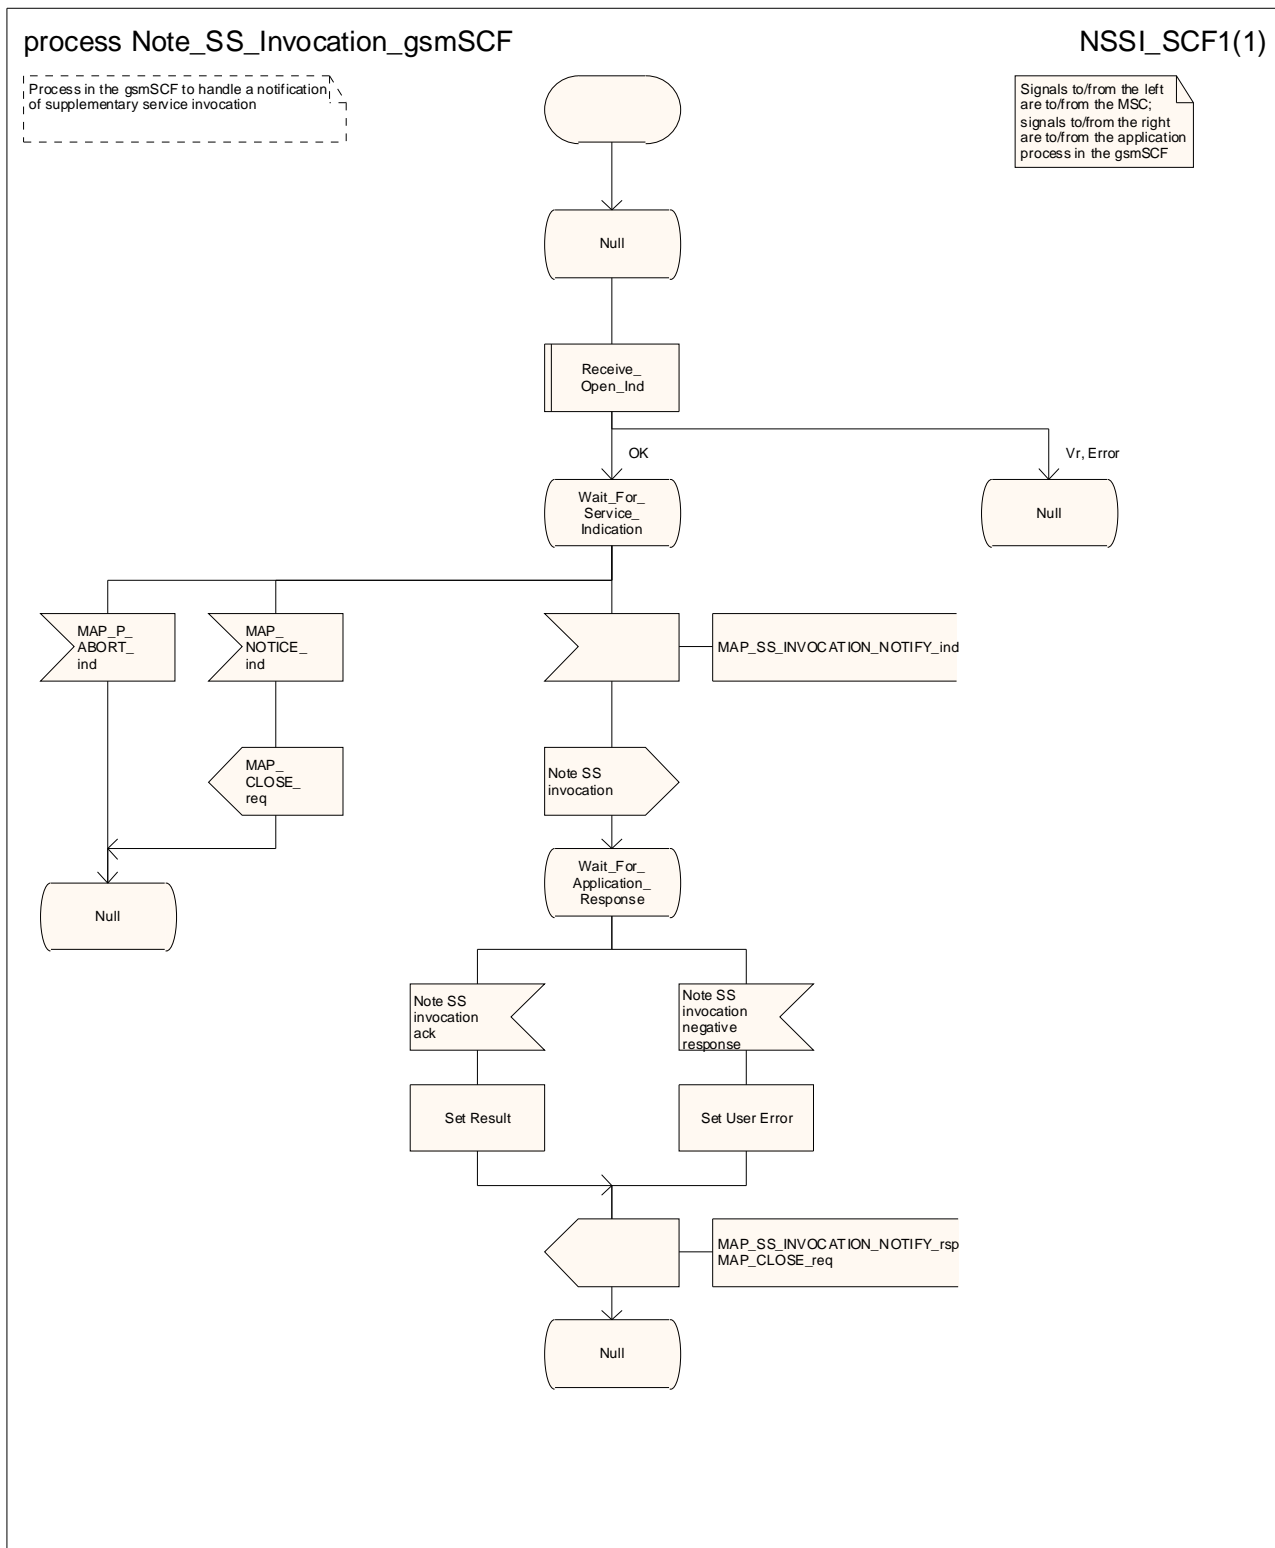 process Note_SS_Invocation_gsmSCF
NSSI_SCF1(1)
Process in the gsmSCF to handle a notification
of supplementary service invocation
Signals to/from the left
are to/from the MSC;
signals to/from the right
are to/from the application
process in the gsmSCF
Null
Receive_
Open_Ind
OK
Vr, Error
Wait_For_
Service_
Indication
Null
MAP_P_
ABORT_
ind
MAP_
NOTICE_
ind
MAP_SS_INVOCATION_NOTIFY_ind
MAP_
CLOSE_
req
Note SS
invocation
Wait_For_
Application_
Response
Null
Note SS
invocation
ack
Note SS
invocation
negative
response
Set Result
Set User Error
MAP_SS_INVOCATION_NOTIFY_rsp
MAP_CLOSE_req
Null